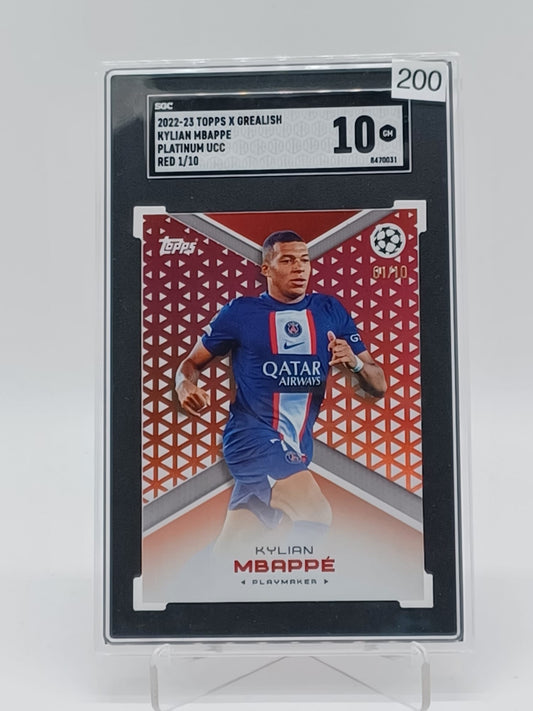 200
SGC
2022-23 TOPPS X GREALISH
KYLIAN MBAPPE
PLATINUM UCC
RED 1/10
10 GM
8470031
Topps
01/10
QATAR
AIRWAYS
KYLIAN
MBAPPÉ
◄ PLAYMAKER ►